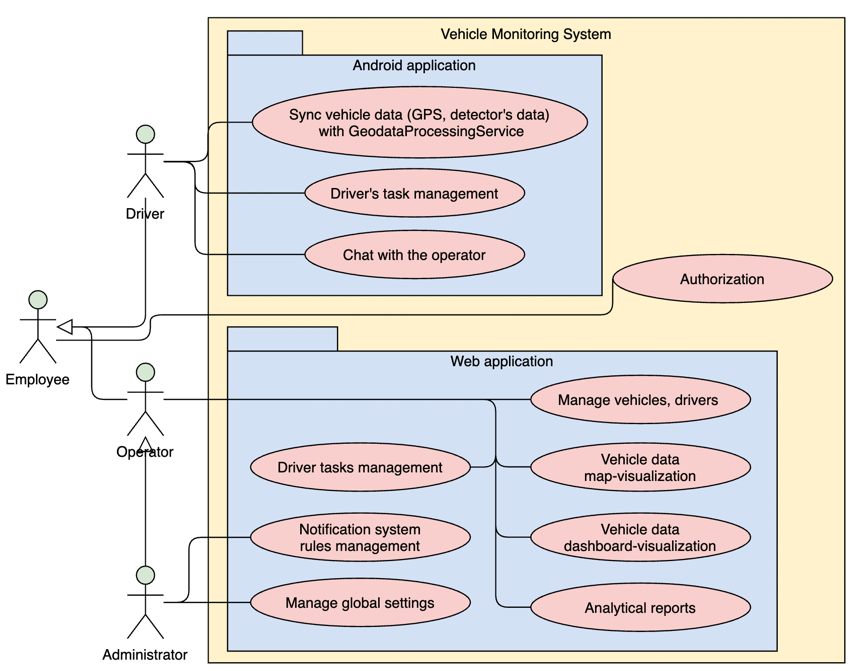 Vehicle Monitoring System
Android application
Sync vehicle data (GPS, detector's data)
with GeodataProcessingService
Driver
Driver's task management
Chat with the operator
Authorization
Employee
Web application
Operator
Manage vehicles, drivers
Driver tasks management
Vehicle data
map-visualization
Notification system
rules management
Vehicle data
dashboard-visualization
Manage global settings
Analytical reports
Administrator